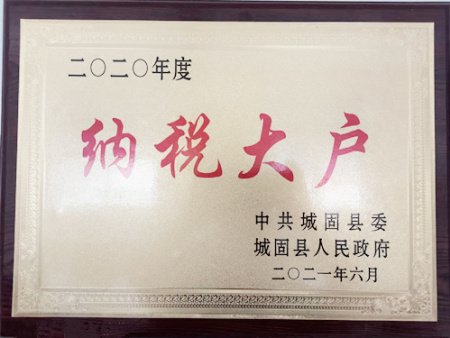 二〇二〇年度
纳税大户
中共城固县委
城固县人民政府
二〇二一年六月